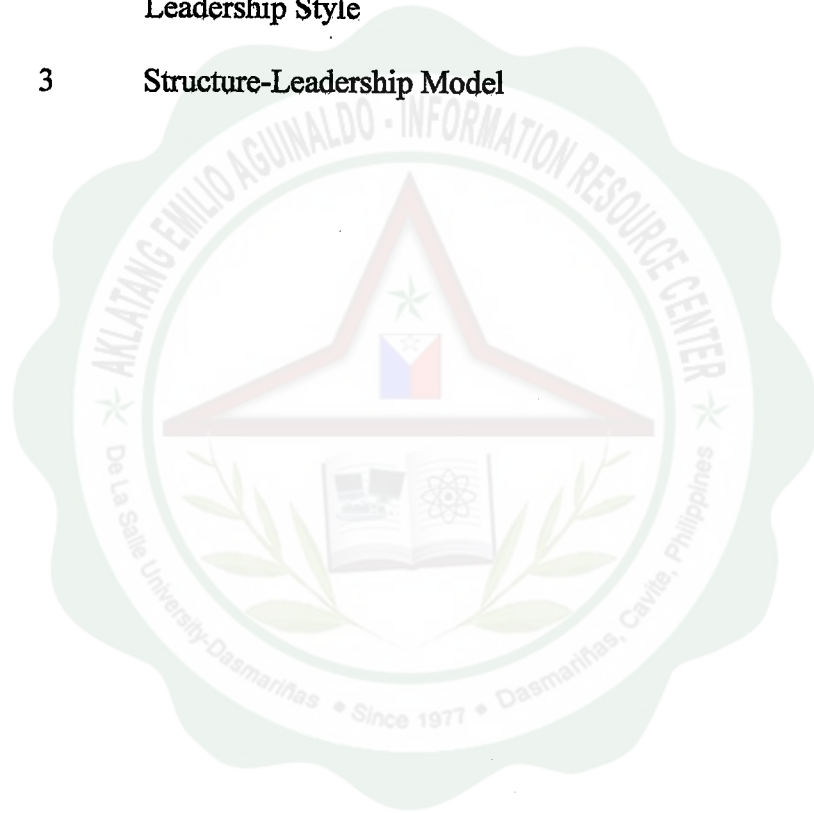 Leadership Style
3 Structure-Leadership Model
AKLATANG EMILIO AGUINALDO - INFORMATION RESOURCE CENTER
De La Salle University-Dasmariñas • Since 1977 • Dasmariñas, Cavite, Philippines